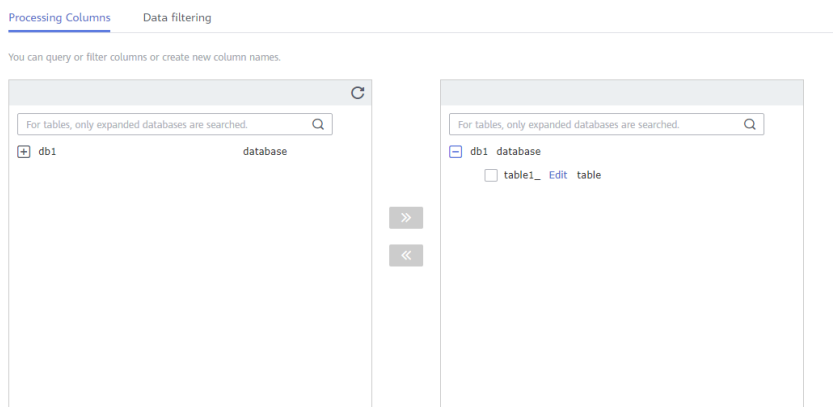 Processing Columns Data filtering
You can query or filter columns or create new column names.
For tables, only expanded databases are searched.
db1 database
For tables, only expanded databases are searched.
db1 database
table1_ Edit table